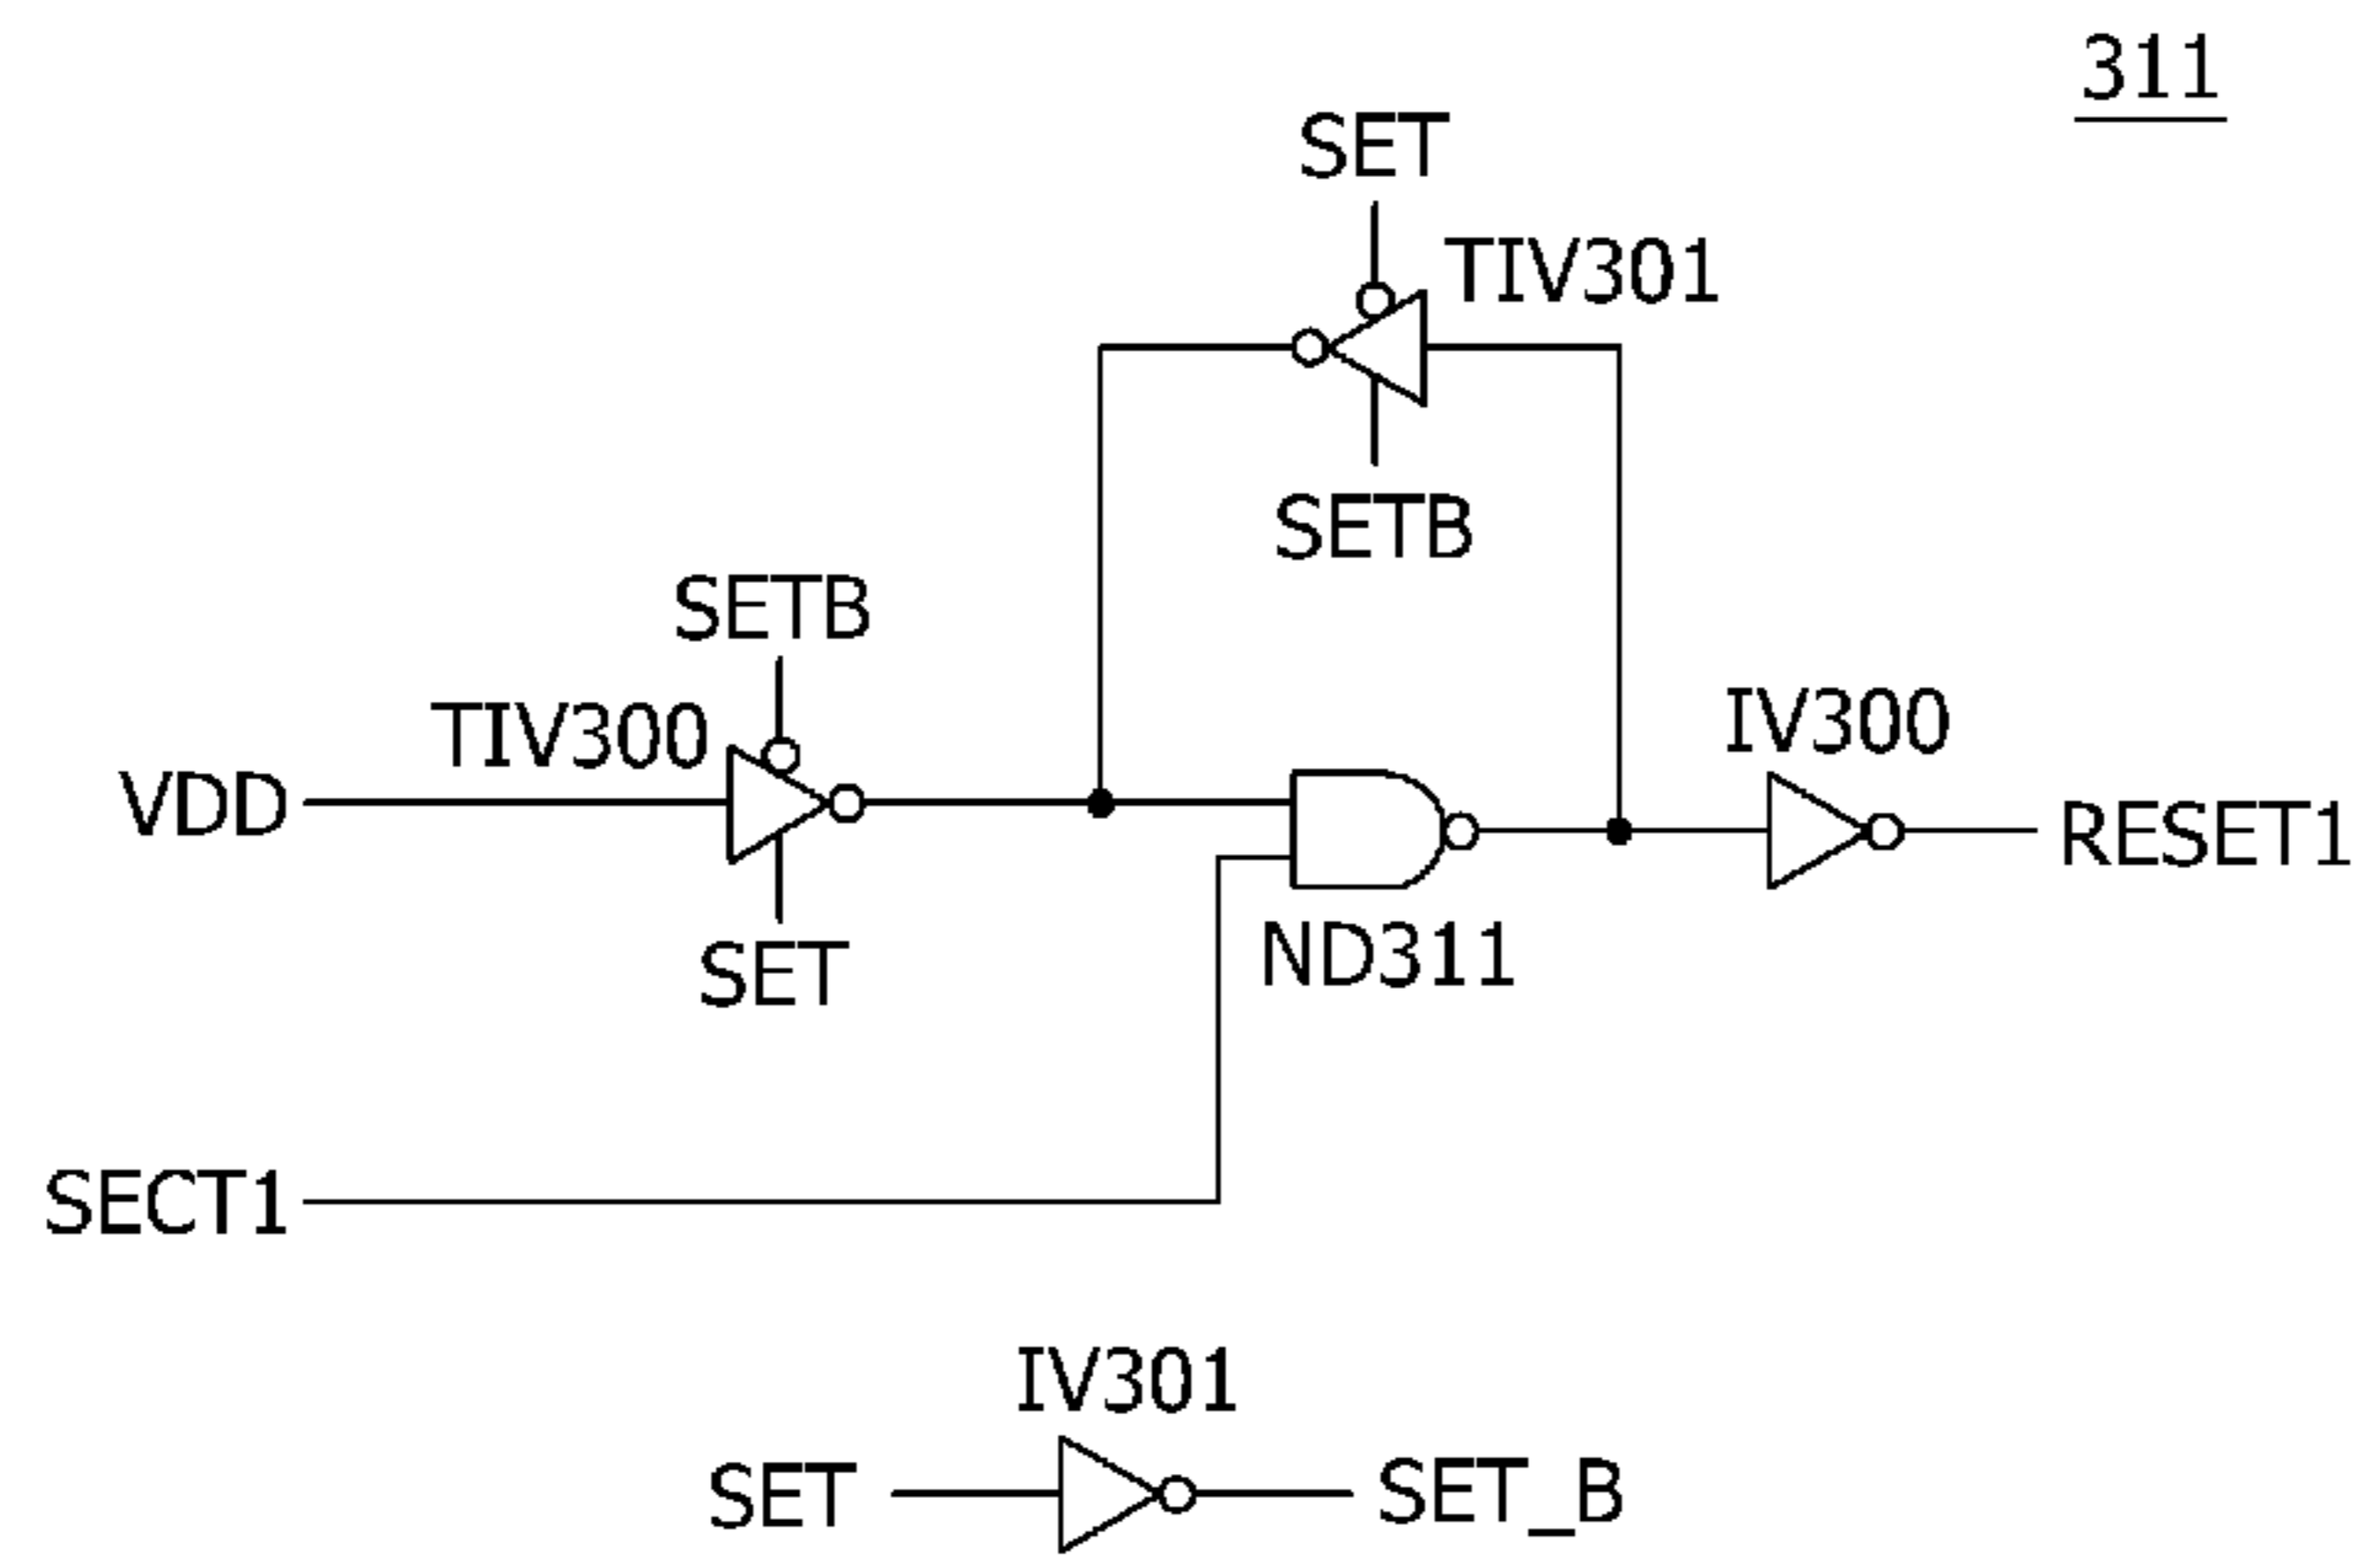 311
SET
TIV301
SETB
SETB
TIV300
IV300
VDD
RESET1
ND311
SET
SECT1
IV301
SET
SET_B